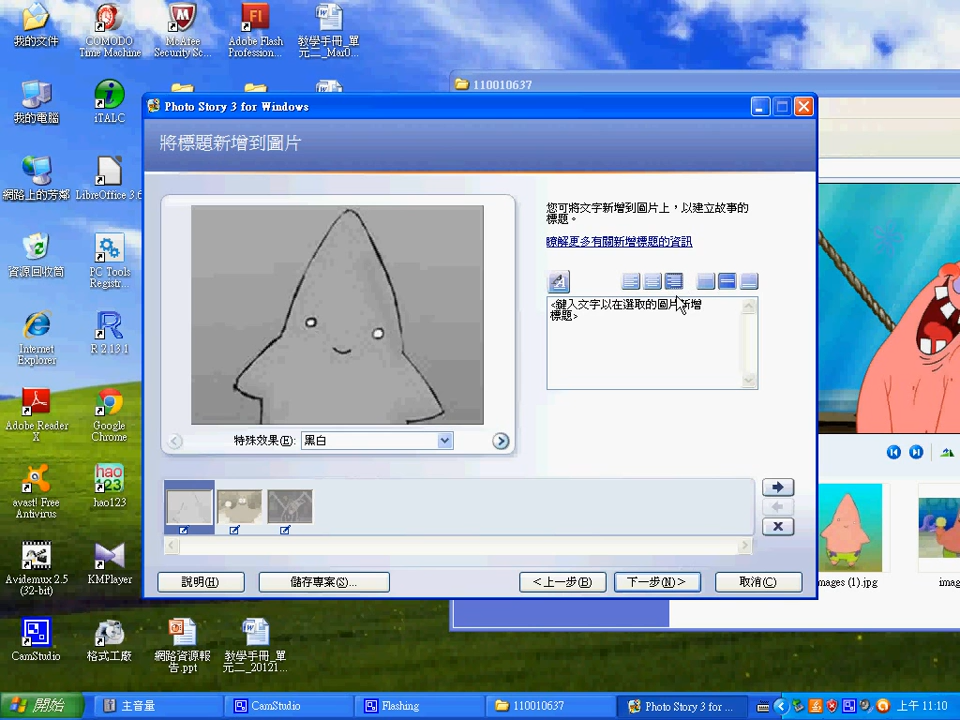 我的文件
COMODO
Time Machine
McAfee
Security Sc...
Adobe Flash
Profession...
教學手冊_單
元二_Mar0...
我的電腦
iTALC
網路上的芳鄰
LibreOffice 3.6
資源回收筒
PC Tools
Registr...
Internet
Explorer
R 2.13.1
Adobe Reader
X
Google
Chrome
avast! Free
Antivirus
hao123
Avidemux 2.5
(32-bit)
KMPlayer
CamStudio
格式工廠
網路資源報
告.ppt
教學手冊_單
元二_20121...
110010637
Photo Story 3 for Windows
將標題新增到圖片
您可將文字新增到圖片上，以建立故事的
標題。
瞭解更多有關新增標題的資訊
<鍵入文字以在選取的圖片新增
標題>
特殊效果(E):
黑白
說明(H)
儲存專案(S)...
<上一步(B)
下一步(N)>
取消(C)
mages (1).jpg
imag
開始
主音量
CamStudio
Flashing
110010637
Photo Story 3 for ...
上午 11:10